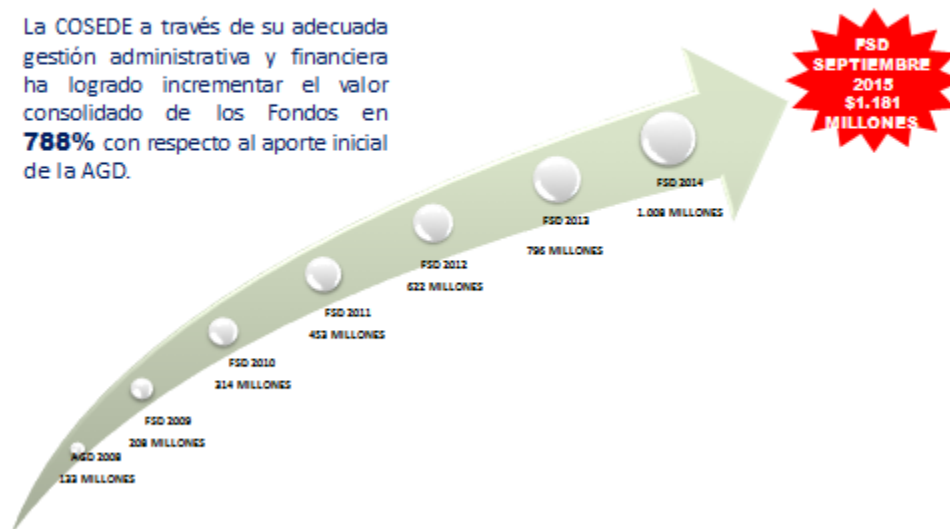 La COSEDE a través de su adecuada
gestión administrativa y financiera
ha logrado incrementar el valor
consolidado de los Fondos en
788% con respecto al aporte inicial
de la AGD.
FSD
SEPTIEMBRE
2015
$1.181
MILLONES
FSD 2014
1.008 MILLONES
FSD 2013
796 MILLONES
FSD 2012
622 MILLONES
FSD 2011
453 MILLONES
FSD 2010
314 MILLONES
FSD 2009
208 MILLONES
AGD 2008
133 MILLONES